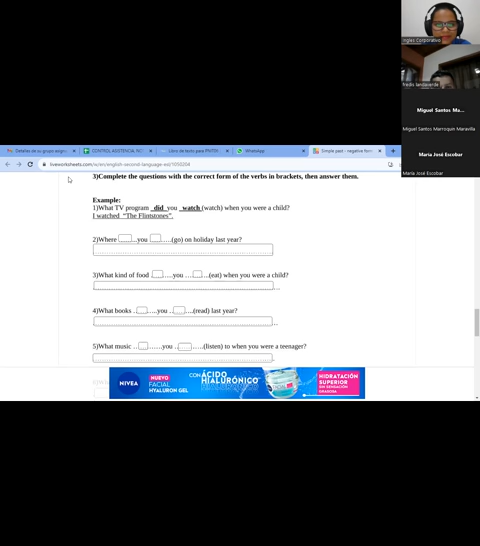 Ingles Corporativo
fredis landaverde
Miguel Santos Ma...
Miguel Santos Marroquin Maravilla
María José Escobar
María José Escobar
Detalles de su grupo
CONTROL ASISTENCIA,
Libro de texto para
WhatsApp
Simple past - negative form
liveworksheets.com/w/en/english-second-language-esl/1050204
3)Complete the questions with the correct form of the verbs in brackets, then answer them.
Example:
1)What TV program did you watch (watch) when you were a child?
I watched "The Flintstones".
2)Where ...you .....(go) on holiday last year?
3)What kind of food .....you .....(eat) when you were a child?
4)What books .....you .....(read) last year?
5)What music .....you .....(listen) to when you were a teenager?
NIVEA
NUEVO
FACIAL
HYALURON GEL
CON ÁCIDO
HIALURÓNICO
HIDRATACIÓN
SUPERIOR
SIN SENSACIÓN
GRASOSA